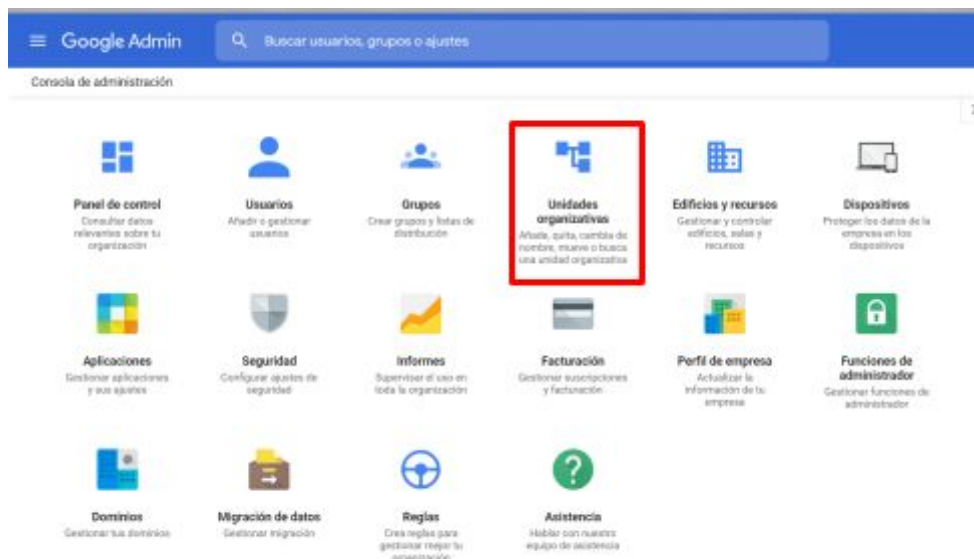 Google Admin
Buscar usuarios, grupos o ajustes
Consola de administración
Panel de control
Consultar datos
relevantes sobre tu
organización
Usuarios
Añadir o gestionar
usuarios
Grupos
Crear grupos y listas de
distribución
Unidades
organizativas
Añade, quita, cambia de
nombre, mueve o busca
una unidad organizativa
Edificios y recursos
Gestionar y controlar
edificios, salas y
recursos
Dispositivos
Proteger los datos de la
empresa en los
dispositivos
Aplicaciones
Gestionar aplicaciones
y sus ajustes
Seguridad
Configurar ajustes de
seguridad
Informes
Supervisar el uso en
toda la organización
Facturación
Gestionar suscripciones
y facturación
Perfil de empresa
Actualizar la
información de tu
empresa
Funciones de
administrador
Gestionar funciones de
administrador
Dominios
Gestionar tus dominios
Migración de datos
Gestionar migración
Reglas
Crea reglas para
gestionar mejor tu
organización
Asistencia
Hablar con nuestro
equipo de asistencia